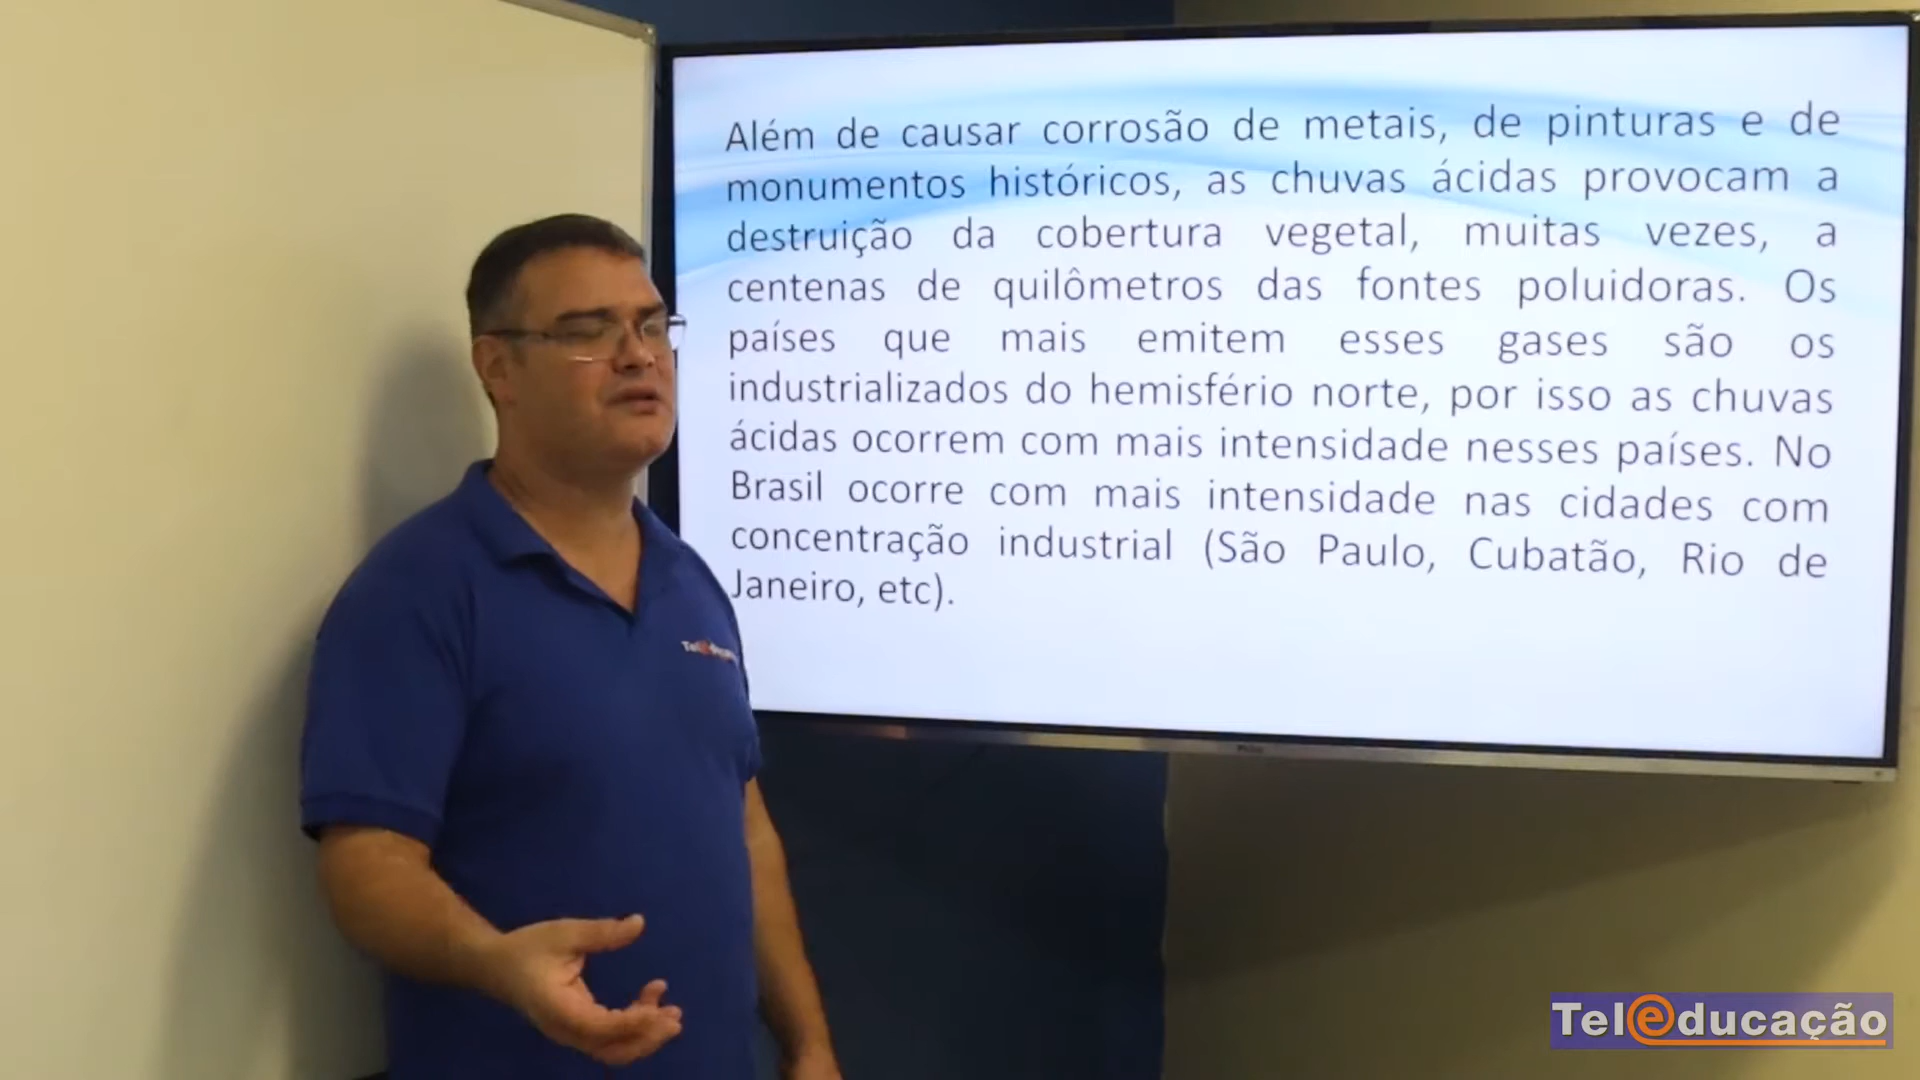 Além de causar corrosão de metais, de pinturas e de
monumentos históricos, as chuvas ácidas provocam a
destruição da cobertura vegetal, muitas vezes, a
centenas de quilômetros das fontes poluidoras. Os
países que mais emitem esses gases são os
industrializados do hemisfério norte, por isso as chuvas
ácidas ocorrem com mais intensidade nesses países. No
Brasil ocorre com mais intensidade nas cidades com
concentração industrial (São Paulo, Cubatão, Rio de
Janeiro, etc).
Teleducação